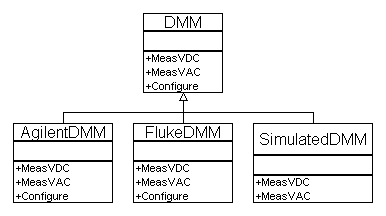 DMM
+MeasVDC
+MeasVAC
+Configure
AgilentDMM
+MeasVDC
+MeasVAC
+Configure
FlukeDMM
+MeasVDC
+MeasVAC
+Configure
SimulatedDMM
+MeasVDC
+MeasVAC